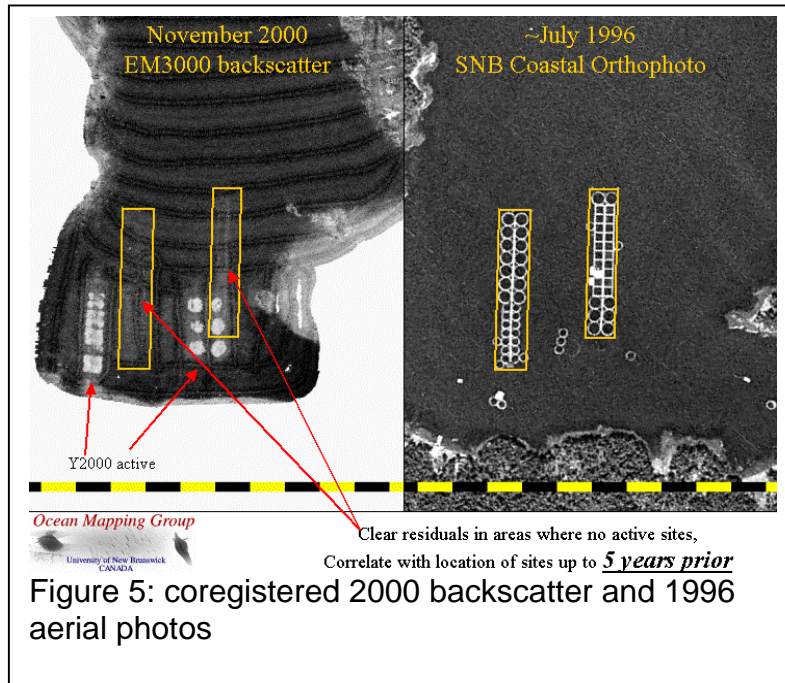 November 2000
EM3000 backscatter
~July 1996
SNB Coastal Orthophoto
Y2000 active
Ocean Mapping Group
University of New Brunswick
CANADA
Clear residuals in areas where no active sites,
Correlate with location of sites up to 5 years prior
Figure 5: coregistered 2000 backscatter and 1996
aerial photos